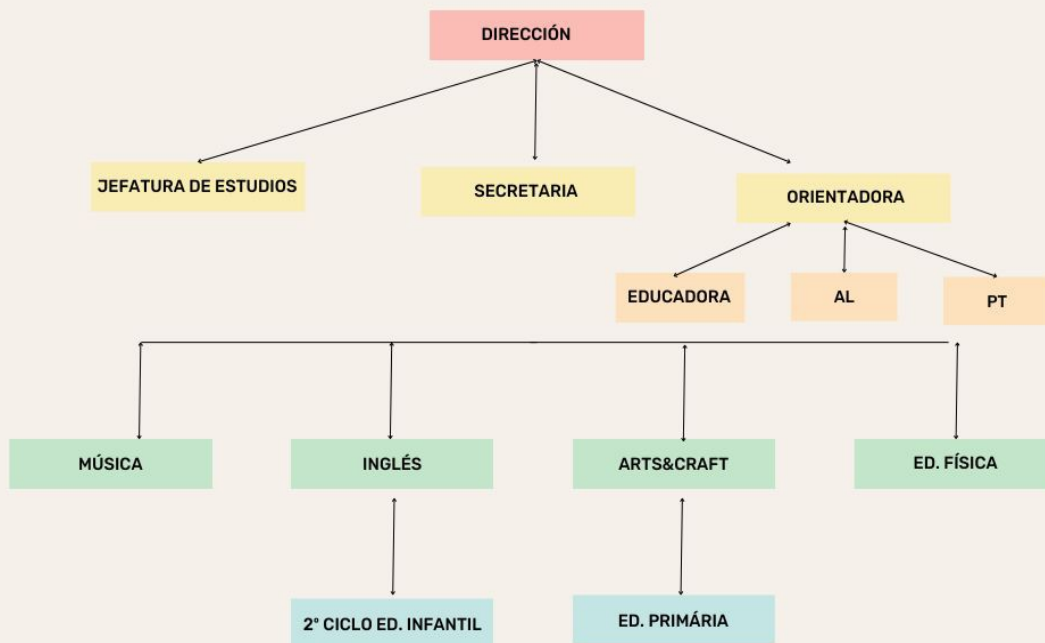 DIRECCIÓN
JEFATURA DE ESTUDIOS
SECRETARIA
ORIENTADORA
EDUCADORA
AL
PT
MÚSICA
INGLÉS
ARTS&CRAFT
ED. FÍSICA
2º CICLO ED. INFANTIL
ED. PRIMÁRIA